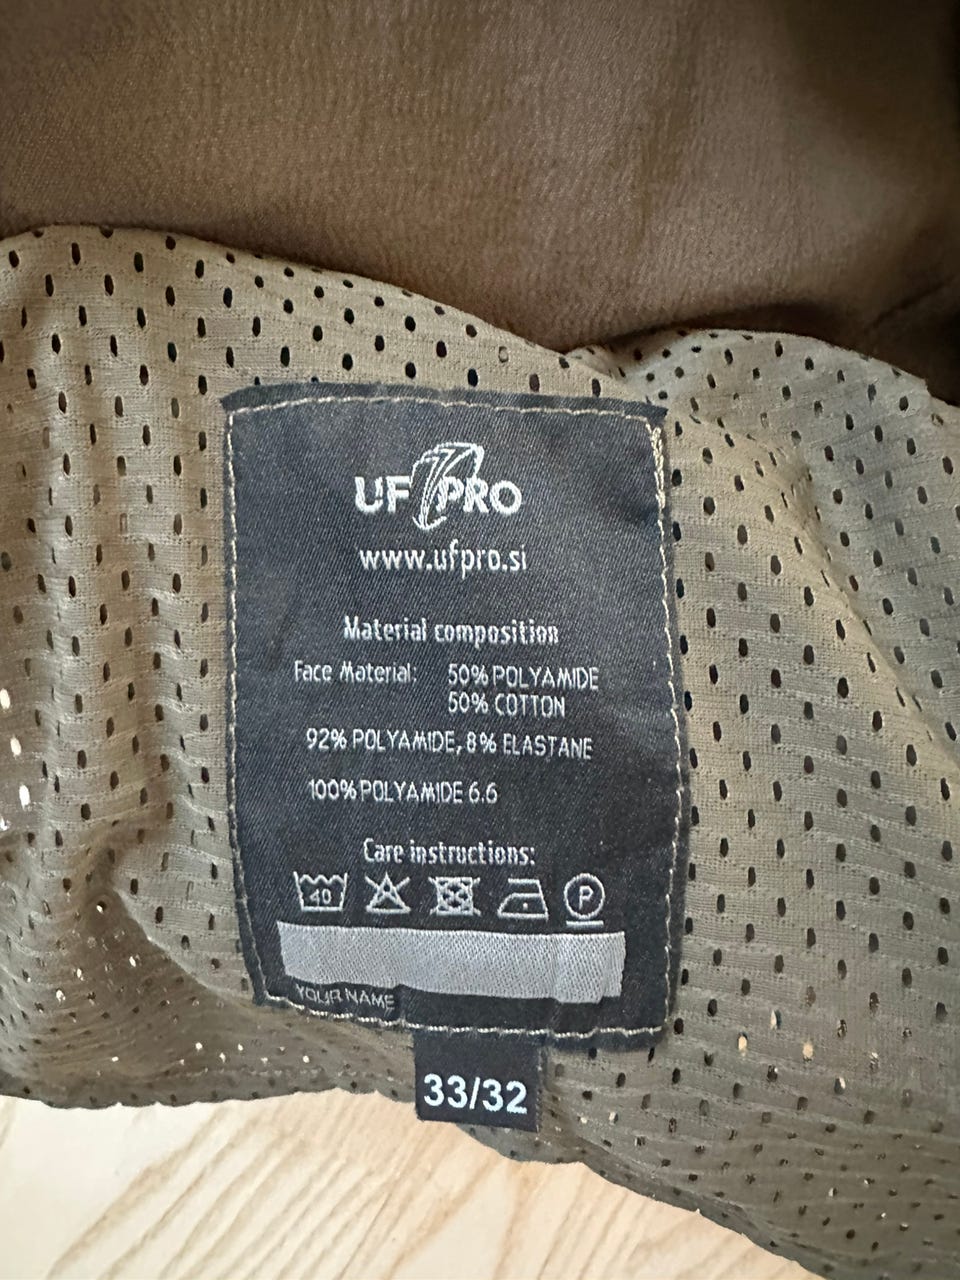 UF PRO
www.ufpro.si
Material composition
Face Material: 50% POLYAMIDE
50% COTTON
92% POLYAMIDE, 8% ELASTANE
100% POLYAMIDE 6.6
Care instructions:
40 P
YOUR NAME
33/32